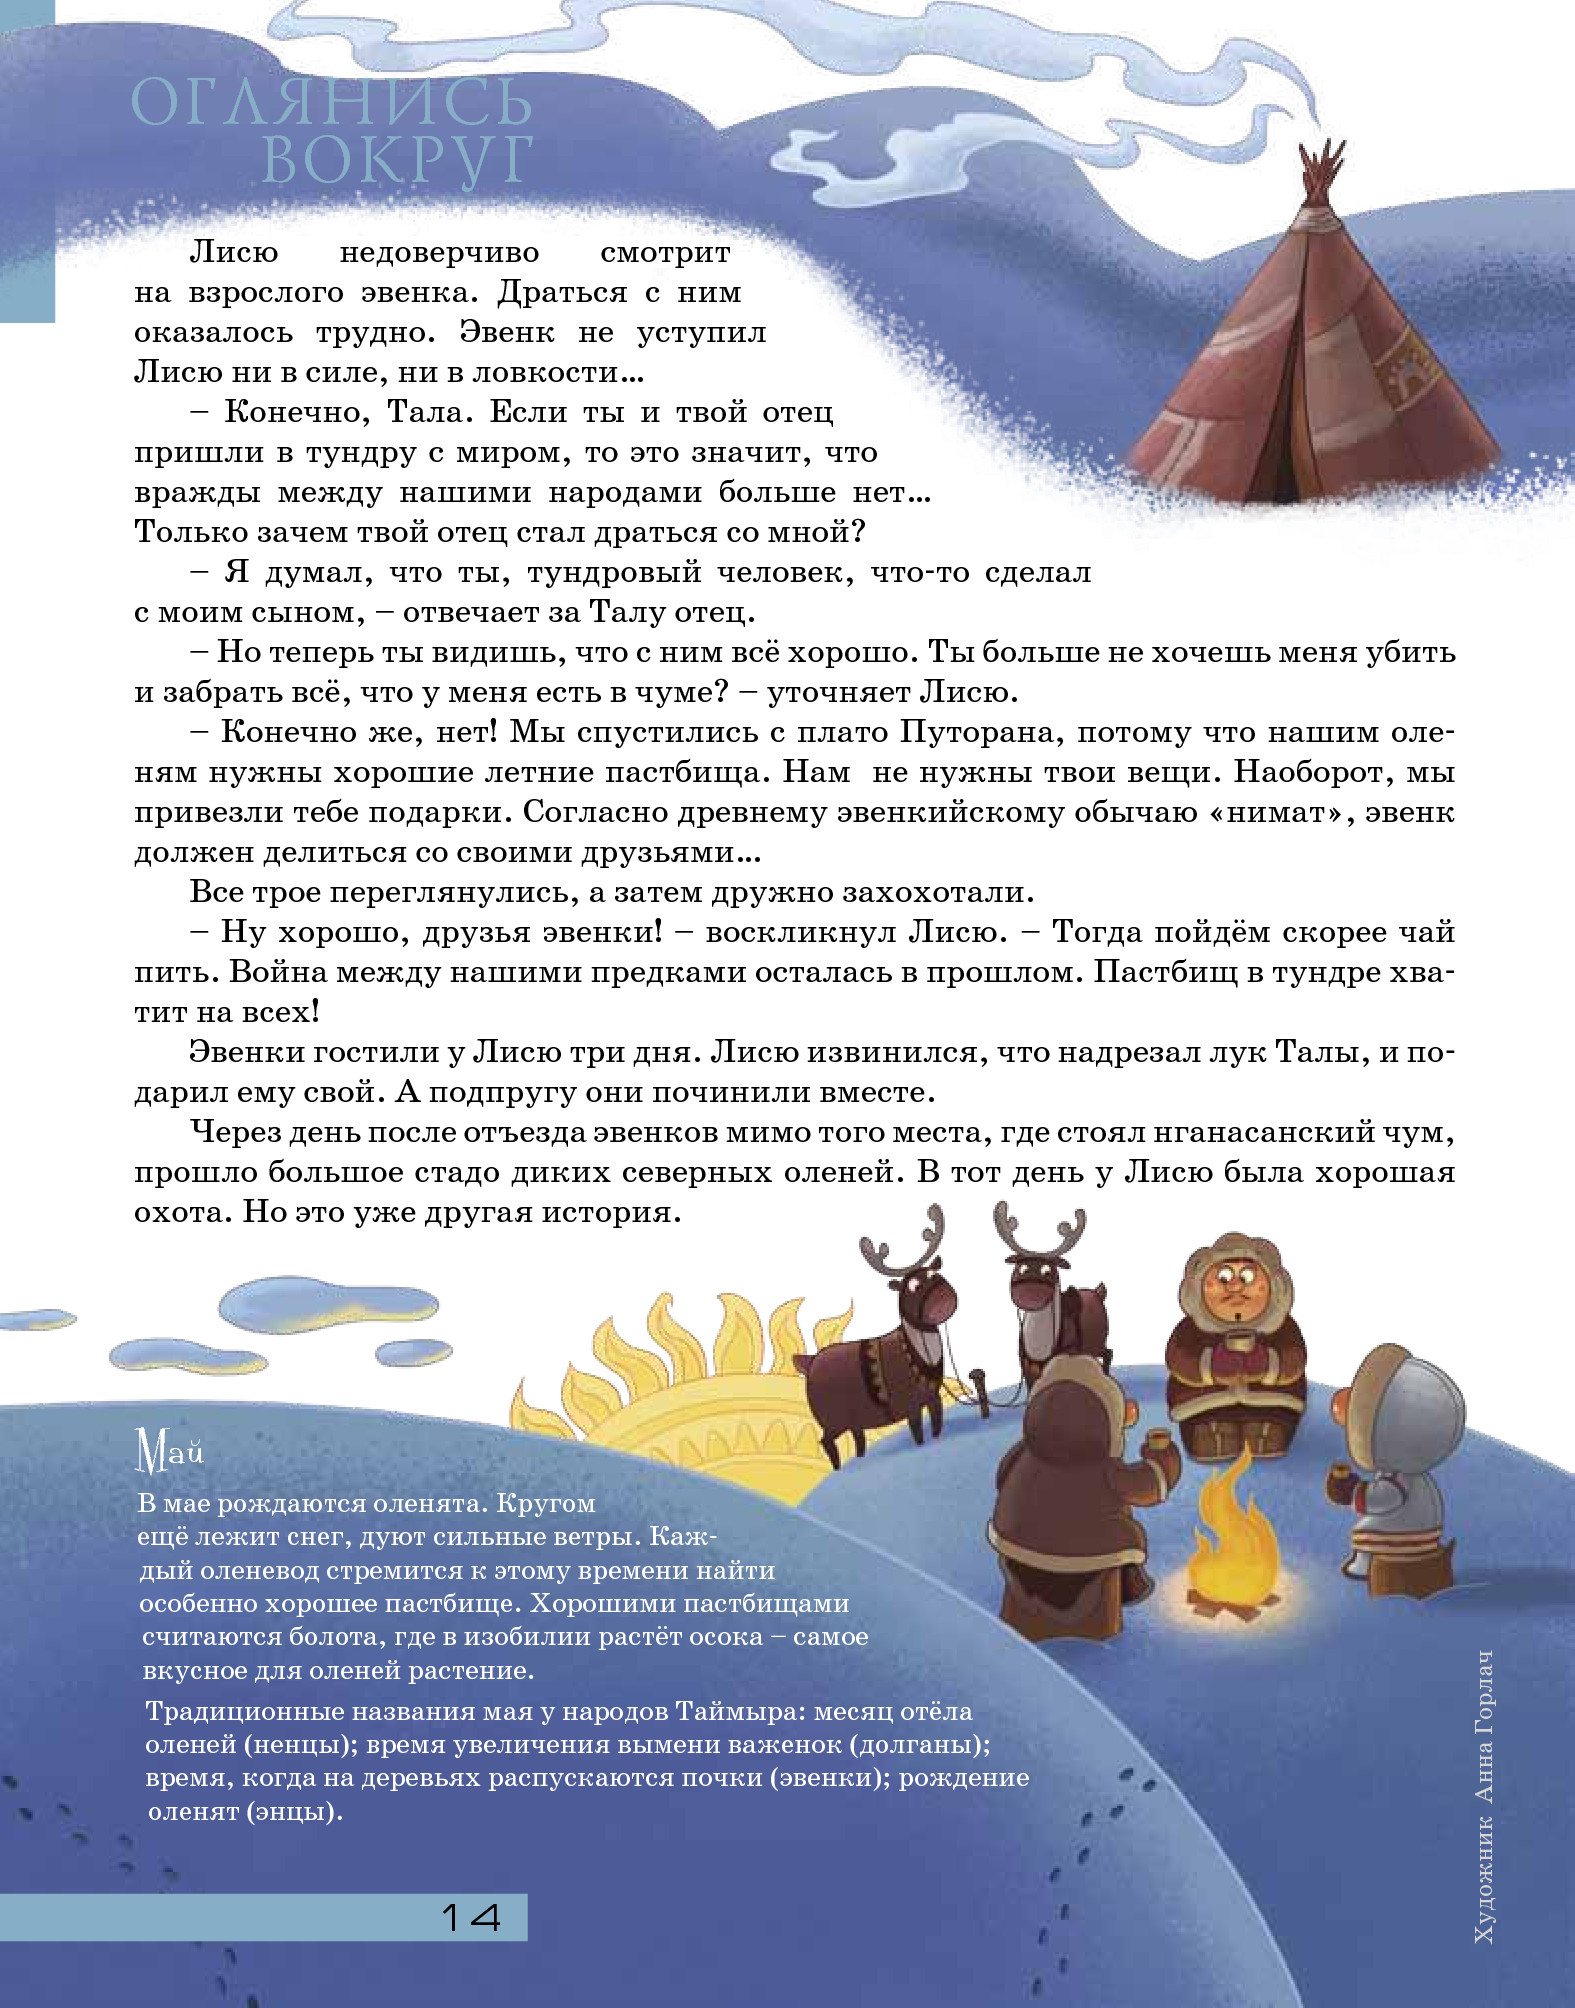 ОГЛЯНИСЬ
ВОКРУГ
Лисю недоверчиво смотрит
на взрослого эвенка. Драться с ним
оказалось трудно. Эвенк не уступил
Лисю ни в силе, ни в ловкости…
– Конечно, Тала. Если ты и твой отец
пришли в тундру с миром, то это значит, что
вражды между нашими народами больше нет…
Только зачем твой отец стал драться со мной?
– Я думал, что ты, тундровый человек, что-то сделал
с моим сыном, – отвечает за Талу отец.
– Но теперь ты видишь, что с ним всё хорошо. Ты больше не хочешь меня убить
и забрать всё, что у меня есть в чуме? – уточняет Лисю.
– Конечно же, нет! Мы спустились с плато Путорана, потому что нашим оле-
ням нужны хорошие летние пастбища. Нам не нужны твои вещи. Наоборот, мы
привезли тебе подарки. Согласно древнему эвенкийскому обычаю «нимат», эвенк
должен делиться со своими друзьями…
Все трое переглянулись, а затем дружно захохотали.
– Ну хорошо, друзья эвенки! – воскликнул Лисю. – Тогда пойдём скорее чай
пить. Война между нашими предками осталась в прошлом. Пастбищ в тундре хва-
тит на всех!
Эвенки гостили у Лисю три дня. Лисю извинился, что надрезал лук Талы, и по-
дарил ему свой. А подпругу они починили вместе.
Через день после отъезда эвенков мимо того места, где стоял нганасанский чум,
прошло большое стадо диких северных оленей. В тот день у Лисю была хорошая
охота. Но это уже другая история.
Май
В мае рождаются оленята. Кругом
ещё лежит снег, дуют сильные ветры. Каж-
дый оленевод стремится к этому времени найти
особенно хорошее пастбище. Хорошими пастбищами
считаются болота, где в изобилии растёт осока – самое
вкусное для оленей растение.
Традиционные названия мая у народов Таймыра: месяц отёла
оленей (ненцы); время увеличения вымени важенок (долганы);
время, когда на деревьях распускаются почки (эвенки); рождение
оленят (энцы).
Художник Анна Горлач
14